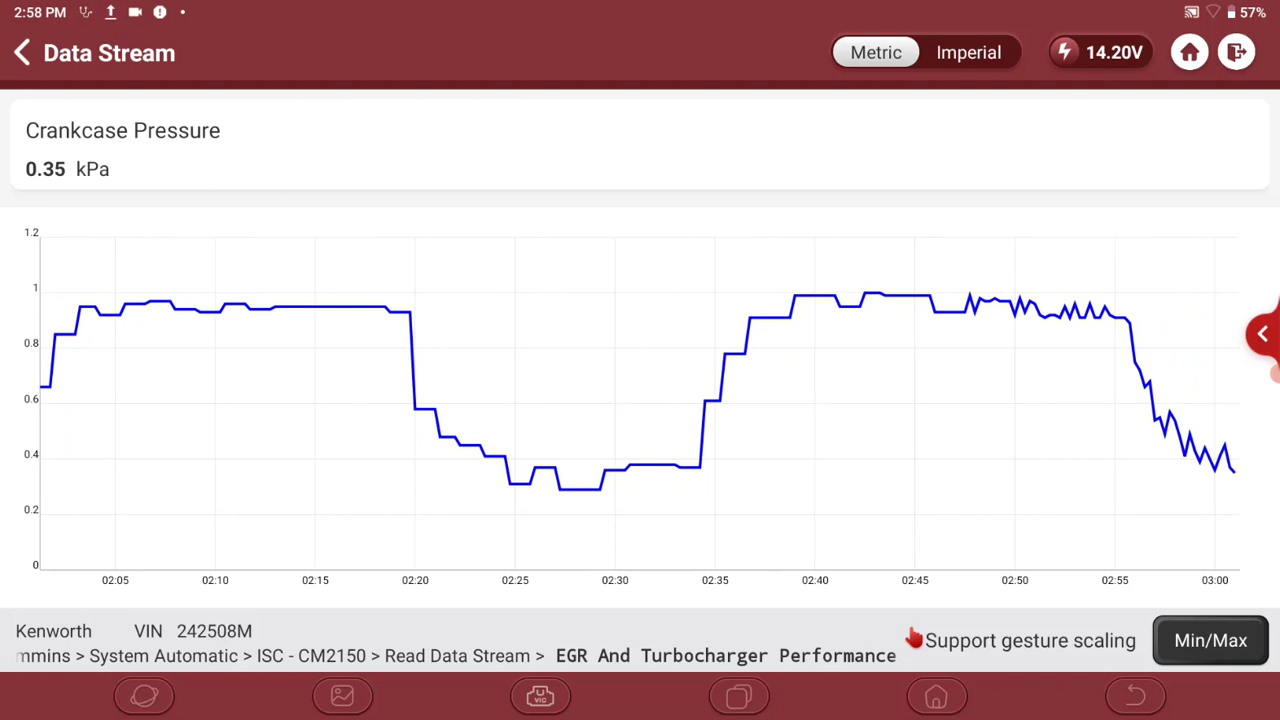 2:58 PM 57%
Data Stream Metric Imperial 14.20V
Crankcase Pressure
0.35 kPa
1.2
1
0.8
0.6
0.4
0.2
0
02:05 02:10 02:15 02:20 02:25 02:30 02:35 02:40 02:45 02:50 02:55 03:00
Kenworth VIN 242508M
mmins > System Automatic > ISC - CM2150 > Read Data Stream > EGR And Turbocharger Performance
Support gesture scaling
Min/Max
VIC